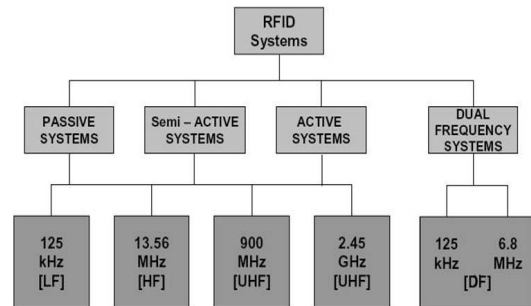 RFID
Systems
PASSIVE
SYSTEMS
Semi – ACTIVE
SYSTEMS
ACTIVE
SYSTEMS
DUAL
FREQUENCY
SYSTEMS
125
kHz
[LF]
13.56
MHz
[HF]
900
MHz
[UHF]
2.45
GHz
[UHF]
125 6.8
kHz MHz
[DF]